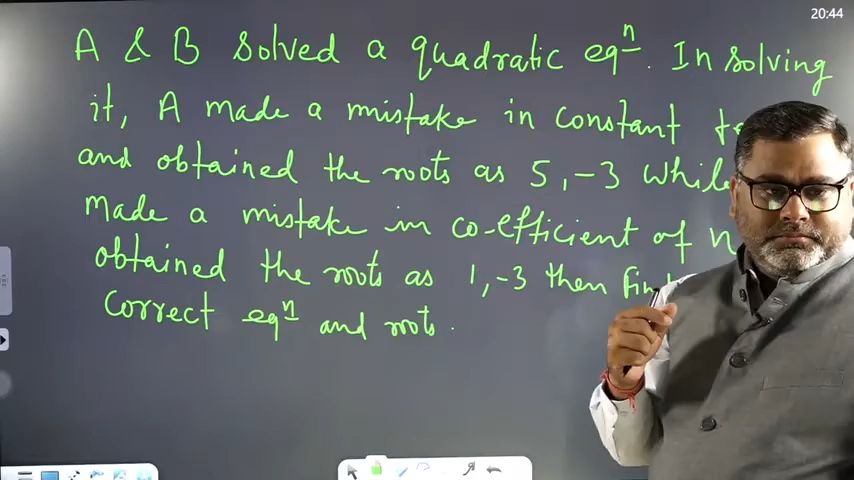 20:44
A & B solved a quadratic eqⁿ. In solving
it, A made a mistake in constant
and obtained the roots as 5, -3 while
made a mistake in co-efficient of
obtained the roots as 1, -3 then
correct eqⁿ and roots.